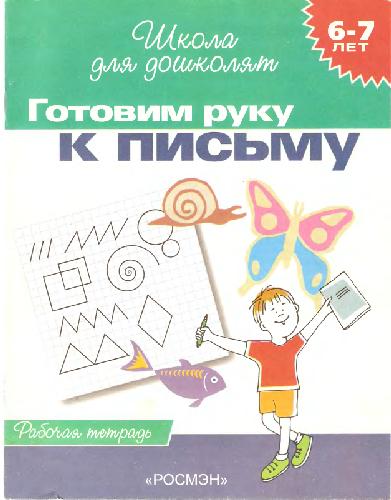 Школа
для дошколят
6-7
ЛЕТ
Готовим руку
к письму
Рабочая тетрадь
«РОСМЭН»